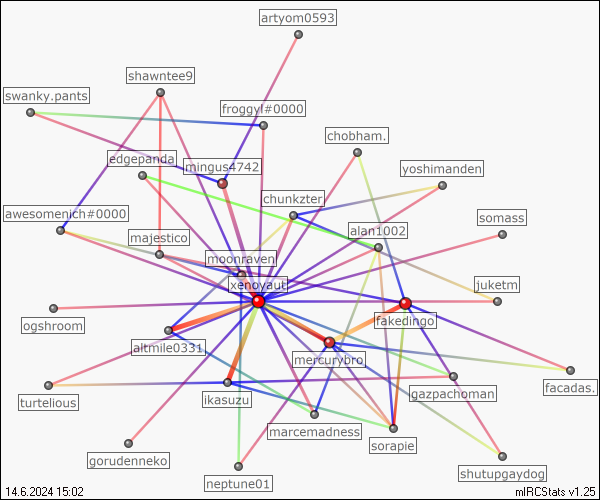 artyom0593
shawntee9
swanky.pants
froggy!#0000
chobham.
edgepanda
mingus4742
yoshimanden
chunkzter
awesomenich#0000
somass
alan1002
majestico
moonraven
xenoyaut
juketm
fakedingo
ogshroom
altmile0331
mercurybro
facadas.
gazpachoman
turtelious
ikasuzu
marcemadness
sorapie
gorudenneko
shutupgaydog
neptune01
14.6.2024 15:02
mIRCStats v1.25